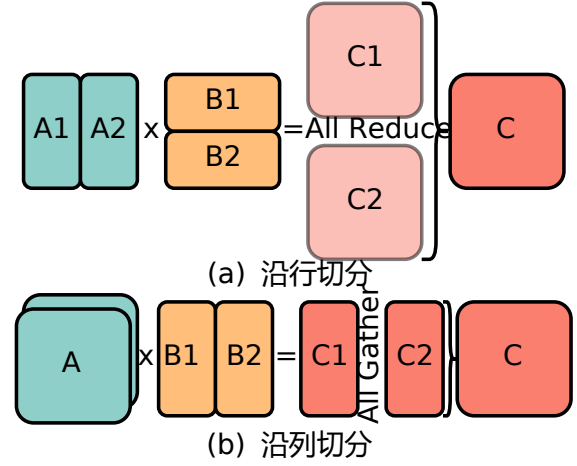 C1
A1 A2 x B1 = All Reduce C
B2
C2
(a) 沿行切分
A x B1 B2 = C1 All Gather C2 C
(b) 沿列切分